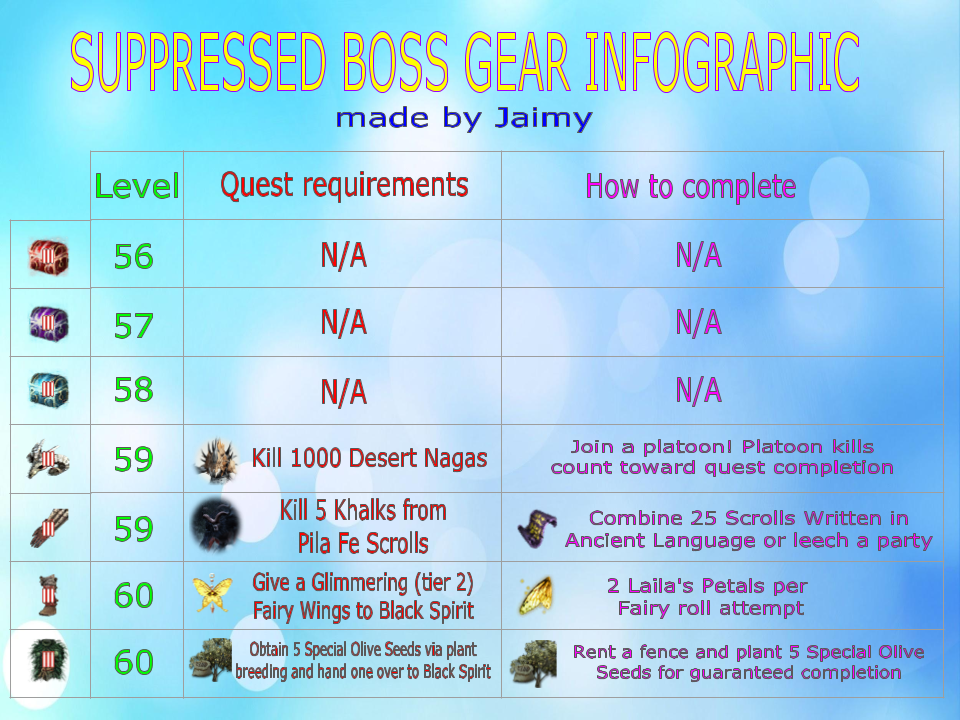 SUPPRESSED BOSS GEAR INFOGRAPHIC
made by Jaimy
Level
Quest requirements
How to complete
56
N/A
N/A
57
N/A
N/A
58
N/A
N/A
59
Kill 1000 Desert Nagas
Join a platoon! Platoon kills
count toward quest completion
59
Kill 5 Khalks from
Pila Fe Scrolls
Combine 25 Scrolls Written in
Ancient Language or leech a party
60
Give a Glimmering (tier 2)
Fairy Wings to Black Spirit
2 Laila's Petals per
Fairy roll attempt
60
Obtain 5 Special Olive Seeds via plant
breeding and hand one over to Black Spirit
Rent a fence and plant 5 Special Olive
Seeds for guaranteed completion